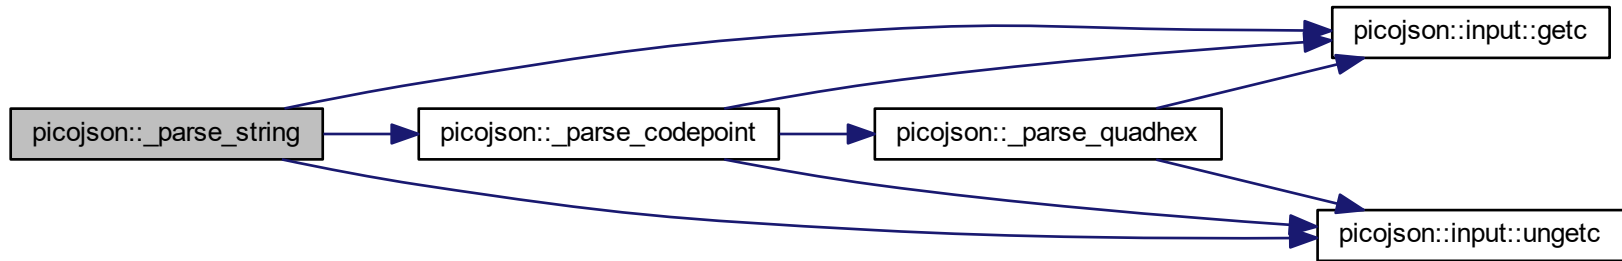 picojson::_parse_string
picojson::_parse_codepoint
picojson::_parse_quadhex
picojson::input::getc
picojson::input::ungetc